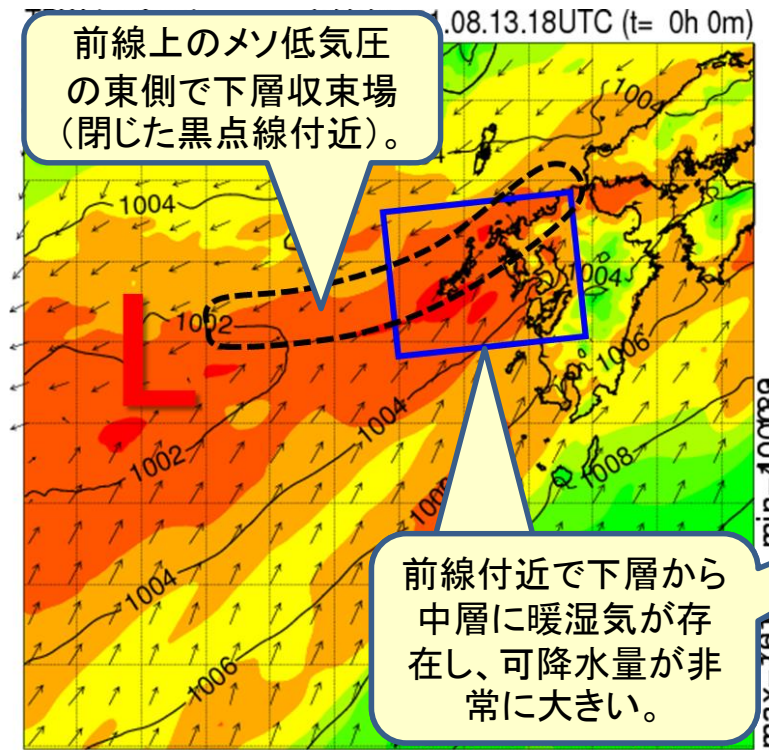 1.08.13.18UTC (t= 0h 0m)
前線上のメソ低気圧
の東側で下層収束場
(閉じた黒点線付近)。
1004
1004
1004
1002
L
1006
1004
1002
1008
1004
1006
前線付近で下層から
中層に暖湿気が存
在し、可降水量が非
常に大きい。
min
max